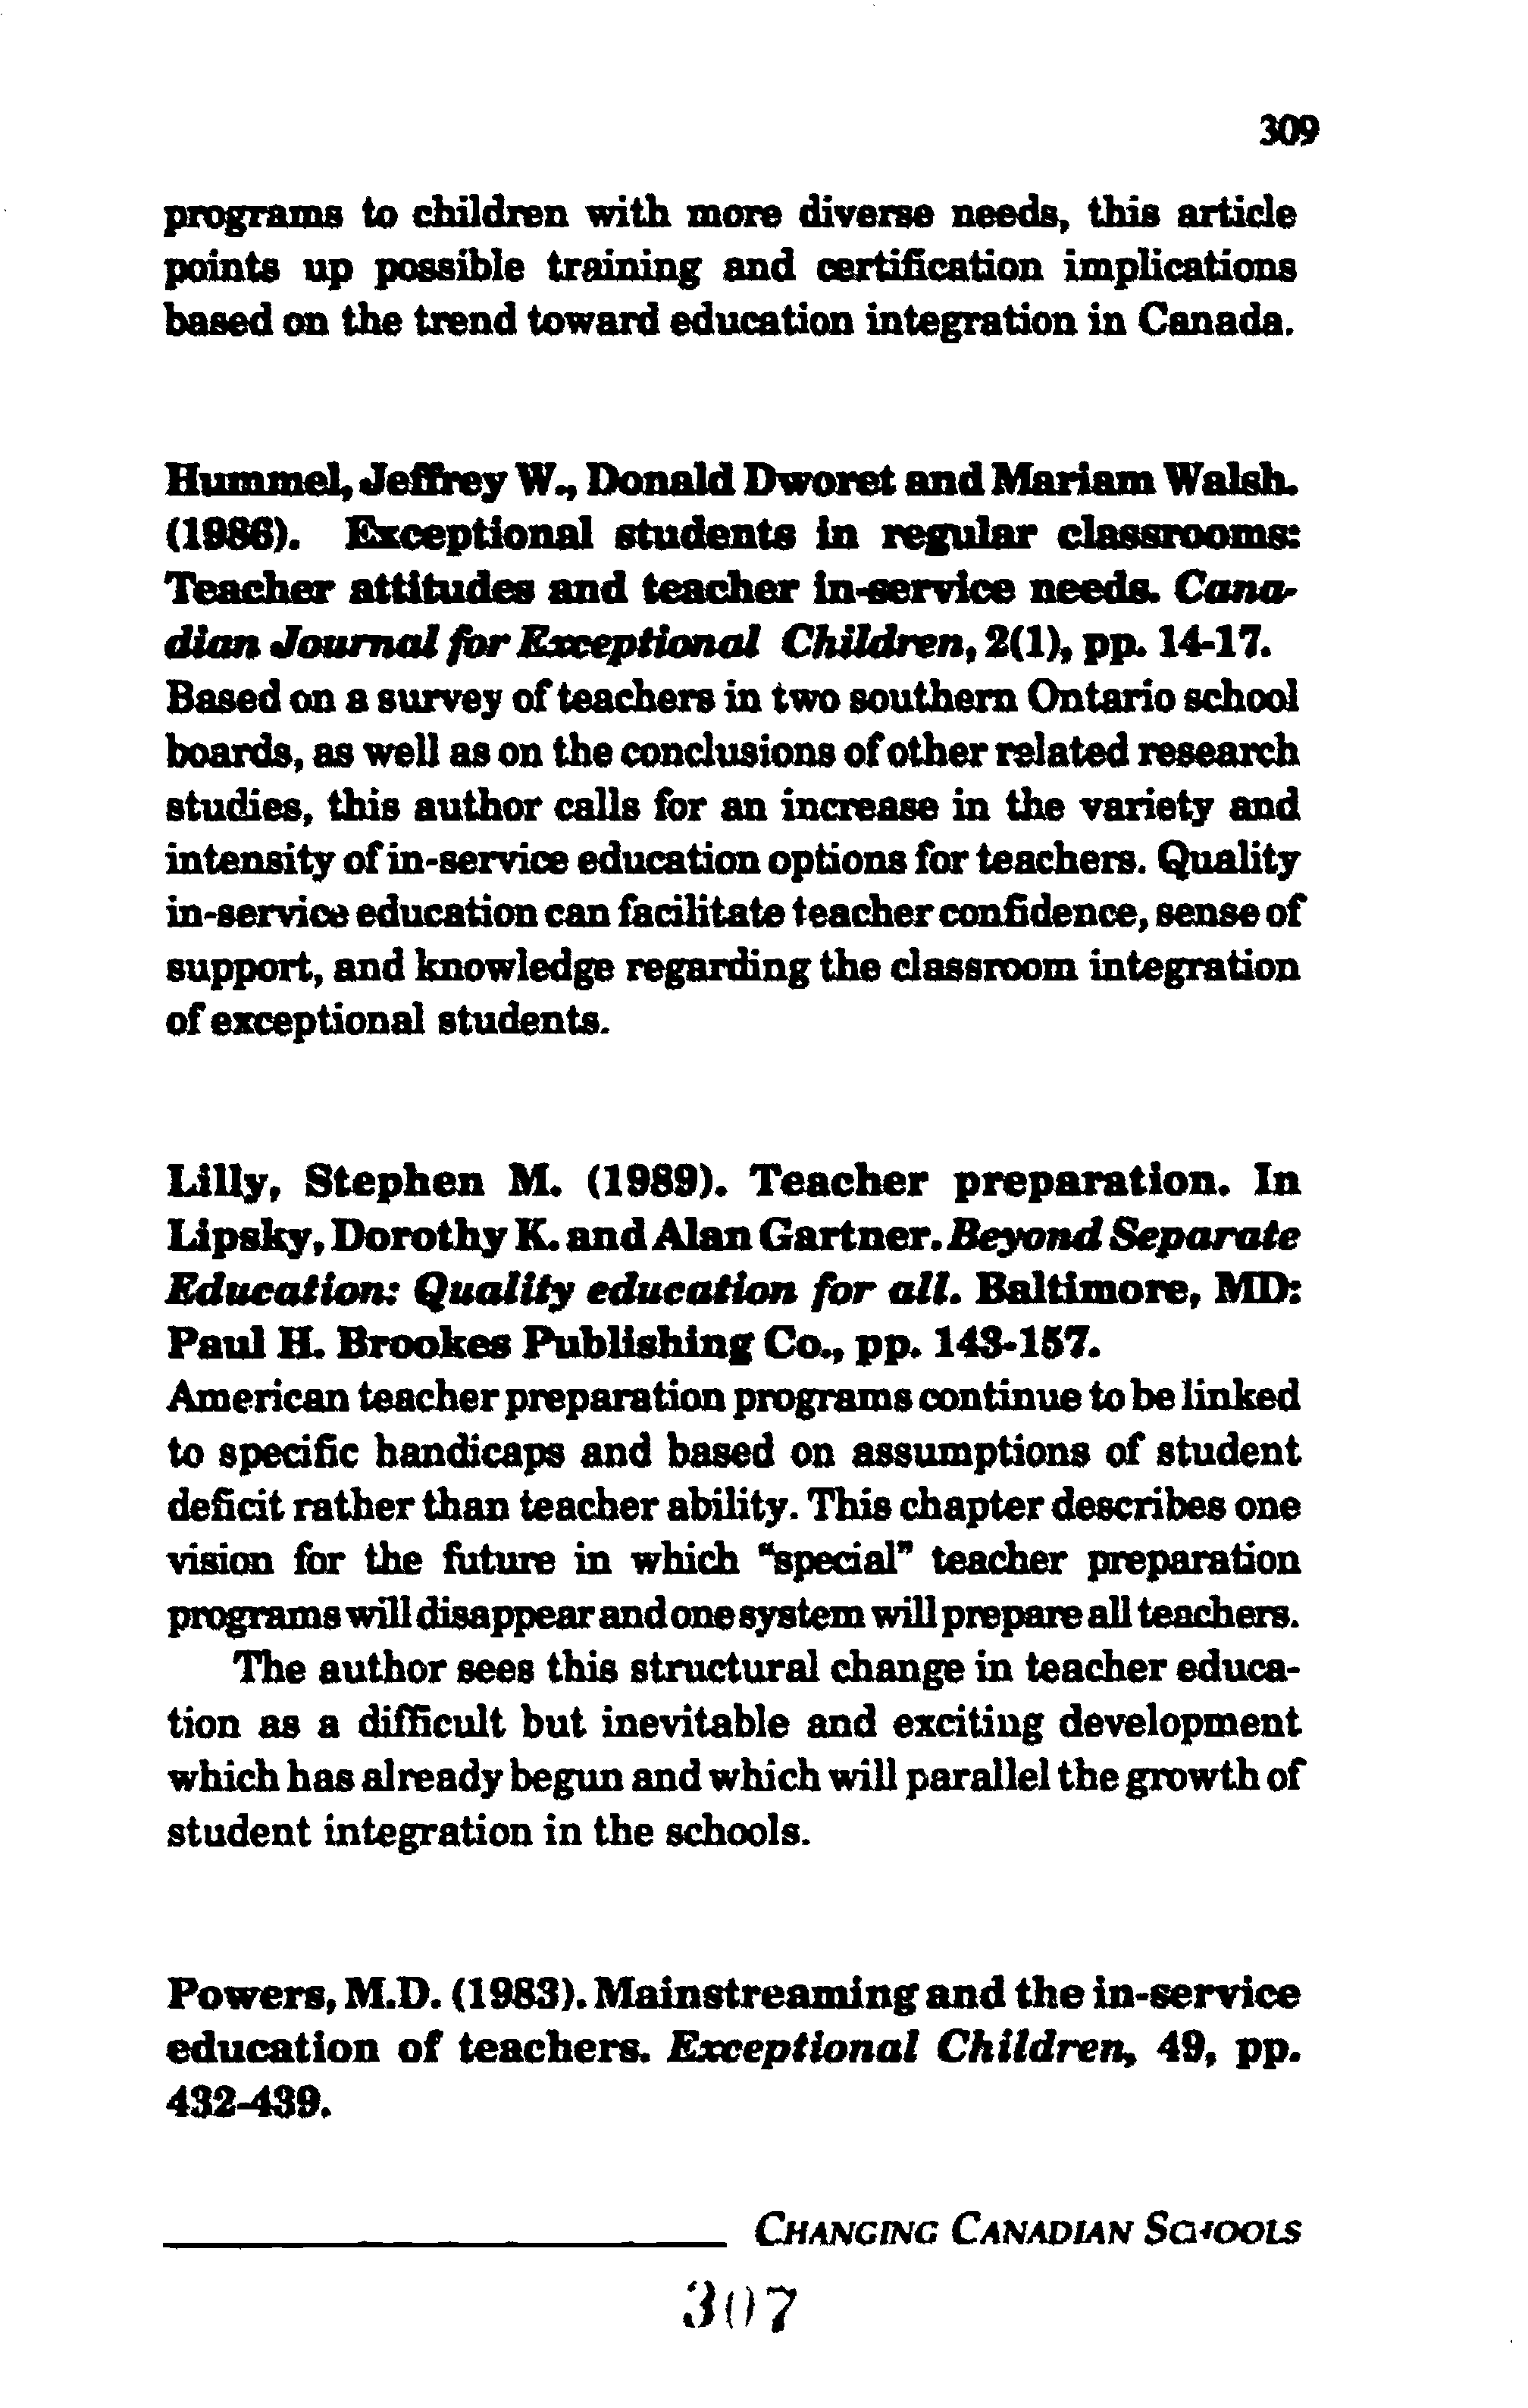 309
programs to children with more diverse needs, this article
points up possible training and certification implications
based on the trend toward education integration in Canada.
Hummel, Jeffrey W., Donald Dworet and Mariam Walsh.
(1986). Exceptional students in regular classrooms:
Teacher attitudes and teacher in-service needs. Cana-
dian Journal for Exceptional Children, 2(1), pp. 14-17.
Based on a survey of teachers in two southern Ontario school
boards, as well as on the conclusions of other related research
studies, this author calls for an increase in the variety and
intensity of in-service education options for teachers. Quality
in-service education can facilitate teacher confidence, sense of
support, and knowledge regarding the classroom integration
of exceptional students.
Lilly, Stephen M. (1989). Teacher preparation. In
Lipsky, Dorothy K. and Alan Gartner. Beyond Separate
Education: Quality education for all. Baltimore, MD:
Paul H. Brookes Publishing Co., pp. 143-157.
American teacher preparation programs continue to be linked
to specific handicaps and based on assumptions of student
deficit rather than teacher ability. This chapter describes one
vision for the future in which "special" teacher preparation
programs will disappear and one system will prepare all teachers.
The author sees this structural change in teacher educa-
tion as a difficult but inevitable and exciting development
which has already begun and which will parallel the growth of
student integration in the schools.
Powers, M.D. (1983). Mainstreaming and the in-service
education of teachers. Exceptional Children, 49, pp.
432-439.
CHANGING CANADIAN SCHOOLS
307